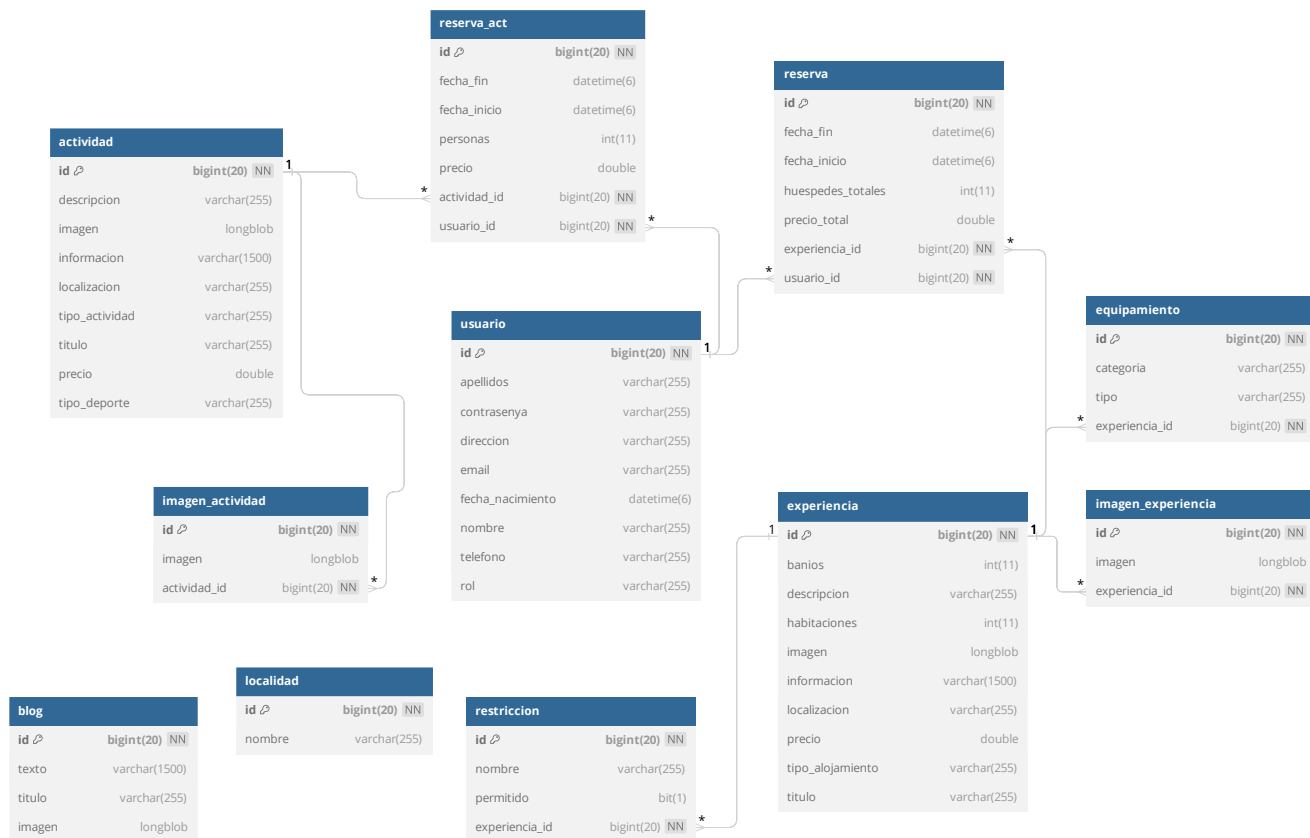 reserva_act
id bigint(20) NN
fecha_fin datetime(6)
fecha_inicio datetime(6)
personas int(11)
precio double
* actividad_id bigint(20) NN
usuario_id bigint(20) NN *
reserva
id bigint(20) NN
fecha_fin datetime(6)
fecha_inicio datetime(6)
huespedes_totales int(11)
precio_total double
experiencia_id bigint(20) NN *
* usuario_id bigint(20) NN
actividad
id bigint(20) NN 1
descripcion varchar(255)
imagen longblob
informacion varchar(1500)
localizacion varchar(255)
tipo_actividad varchar(255)
titulo varchar(255)
precio double
tipo_deporte varchar(255)
usuario
id bigint(20) NN 1
apellidos varchar(255)
contrasenya varchar(255)
direccion varchar(255)
email varchar(255)
fecha_nacimiento datetime(6)
nombre varchar(255)
telefono varchar(255)
rol varchar(255)
equipamiento
id bigint(20) NN
categoria varchar(255)
tipo varchar(255)
* experiencia_id bigint(20) NN
imagen_actividad
id bigint(20) NN
imagen longblob
actividad_id bigint(20) NN *
experiencia
1 id bigint(20) NN 1
banios int(11)
descripcion varchar(255)
habitaciones int(11)
imagen longblob
informacion varchar(1500)
localizacion varchar(255)
precio double
tipo_alojamiento varchar(255)
titulo varchar(255)
imagen_experiencia
id bigint(20) NN
imagen longblob
* experiencia_id bigint(20) NN
blog
id bigint(20) NN
texto varchar(1500)
titulo varchar(255)
imagen longblob
localidad
id bigint(20) NN
nombre varchar(255)
restriccion
id bigint(20) NN
nombre varchar(255)
permitido bit(1)
experiencia_id bigint(20) NN *